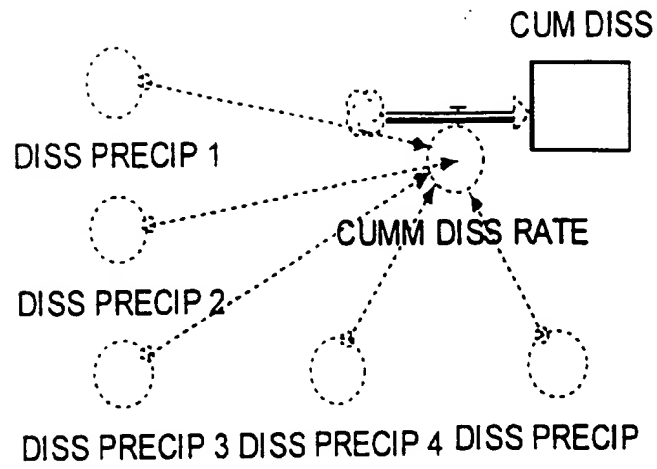 CUM DISS
DISS PRECIP 1
CUMM DISS RATE
DISS PRECIP 2
DISS PRECIP 3 DISS PRECIP 4 DISS PRECIP